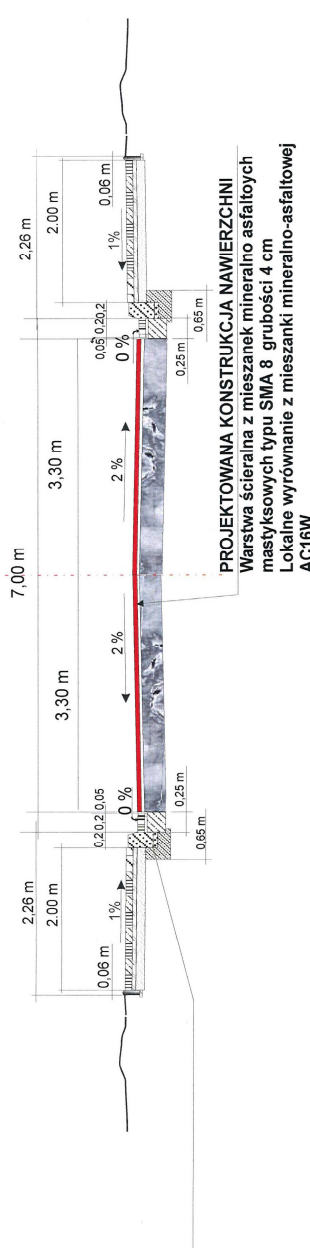 2,26 m
7,00 m
2,26 m
2.00 m
3,30 m
3,30 m
2.00 m
0,06 m
1%
0,2
0,2
0,05
0 %
2 %
2 %
0,05
0 %
0,2
0,2
1%
0,06 m
0,25 m
0,65 m
0,25 m
0,65 m
PROJEKTOWANA KONSTRUKCJA NAWIERZCHNI
Warstwa ścieralna z mieszanek mineralno asfaltoych
mastyksowych typu SMA 8 grubości 4 cm
Lokalne wyrównanie z mieszanki mineralno-asfaltowej
AC16W